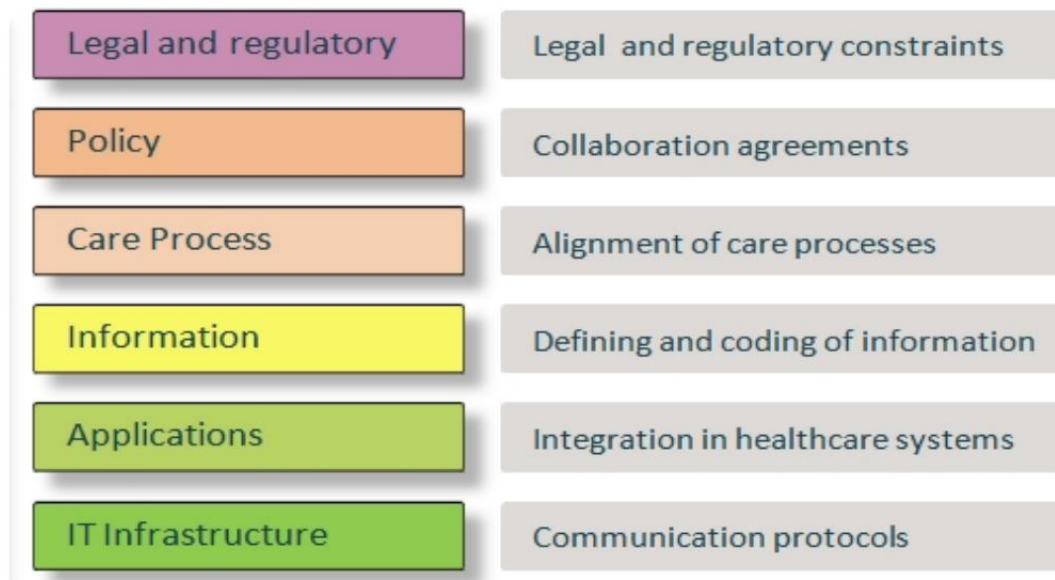 Legal and regulatory
Legal and regulatory constraints
Policy
Collaboration agreements
Care Process
Alignment of care processes
Information
Defining and coding of information
Applications
Integration in healthcare systems
IT Infrastructure
Communication protocols